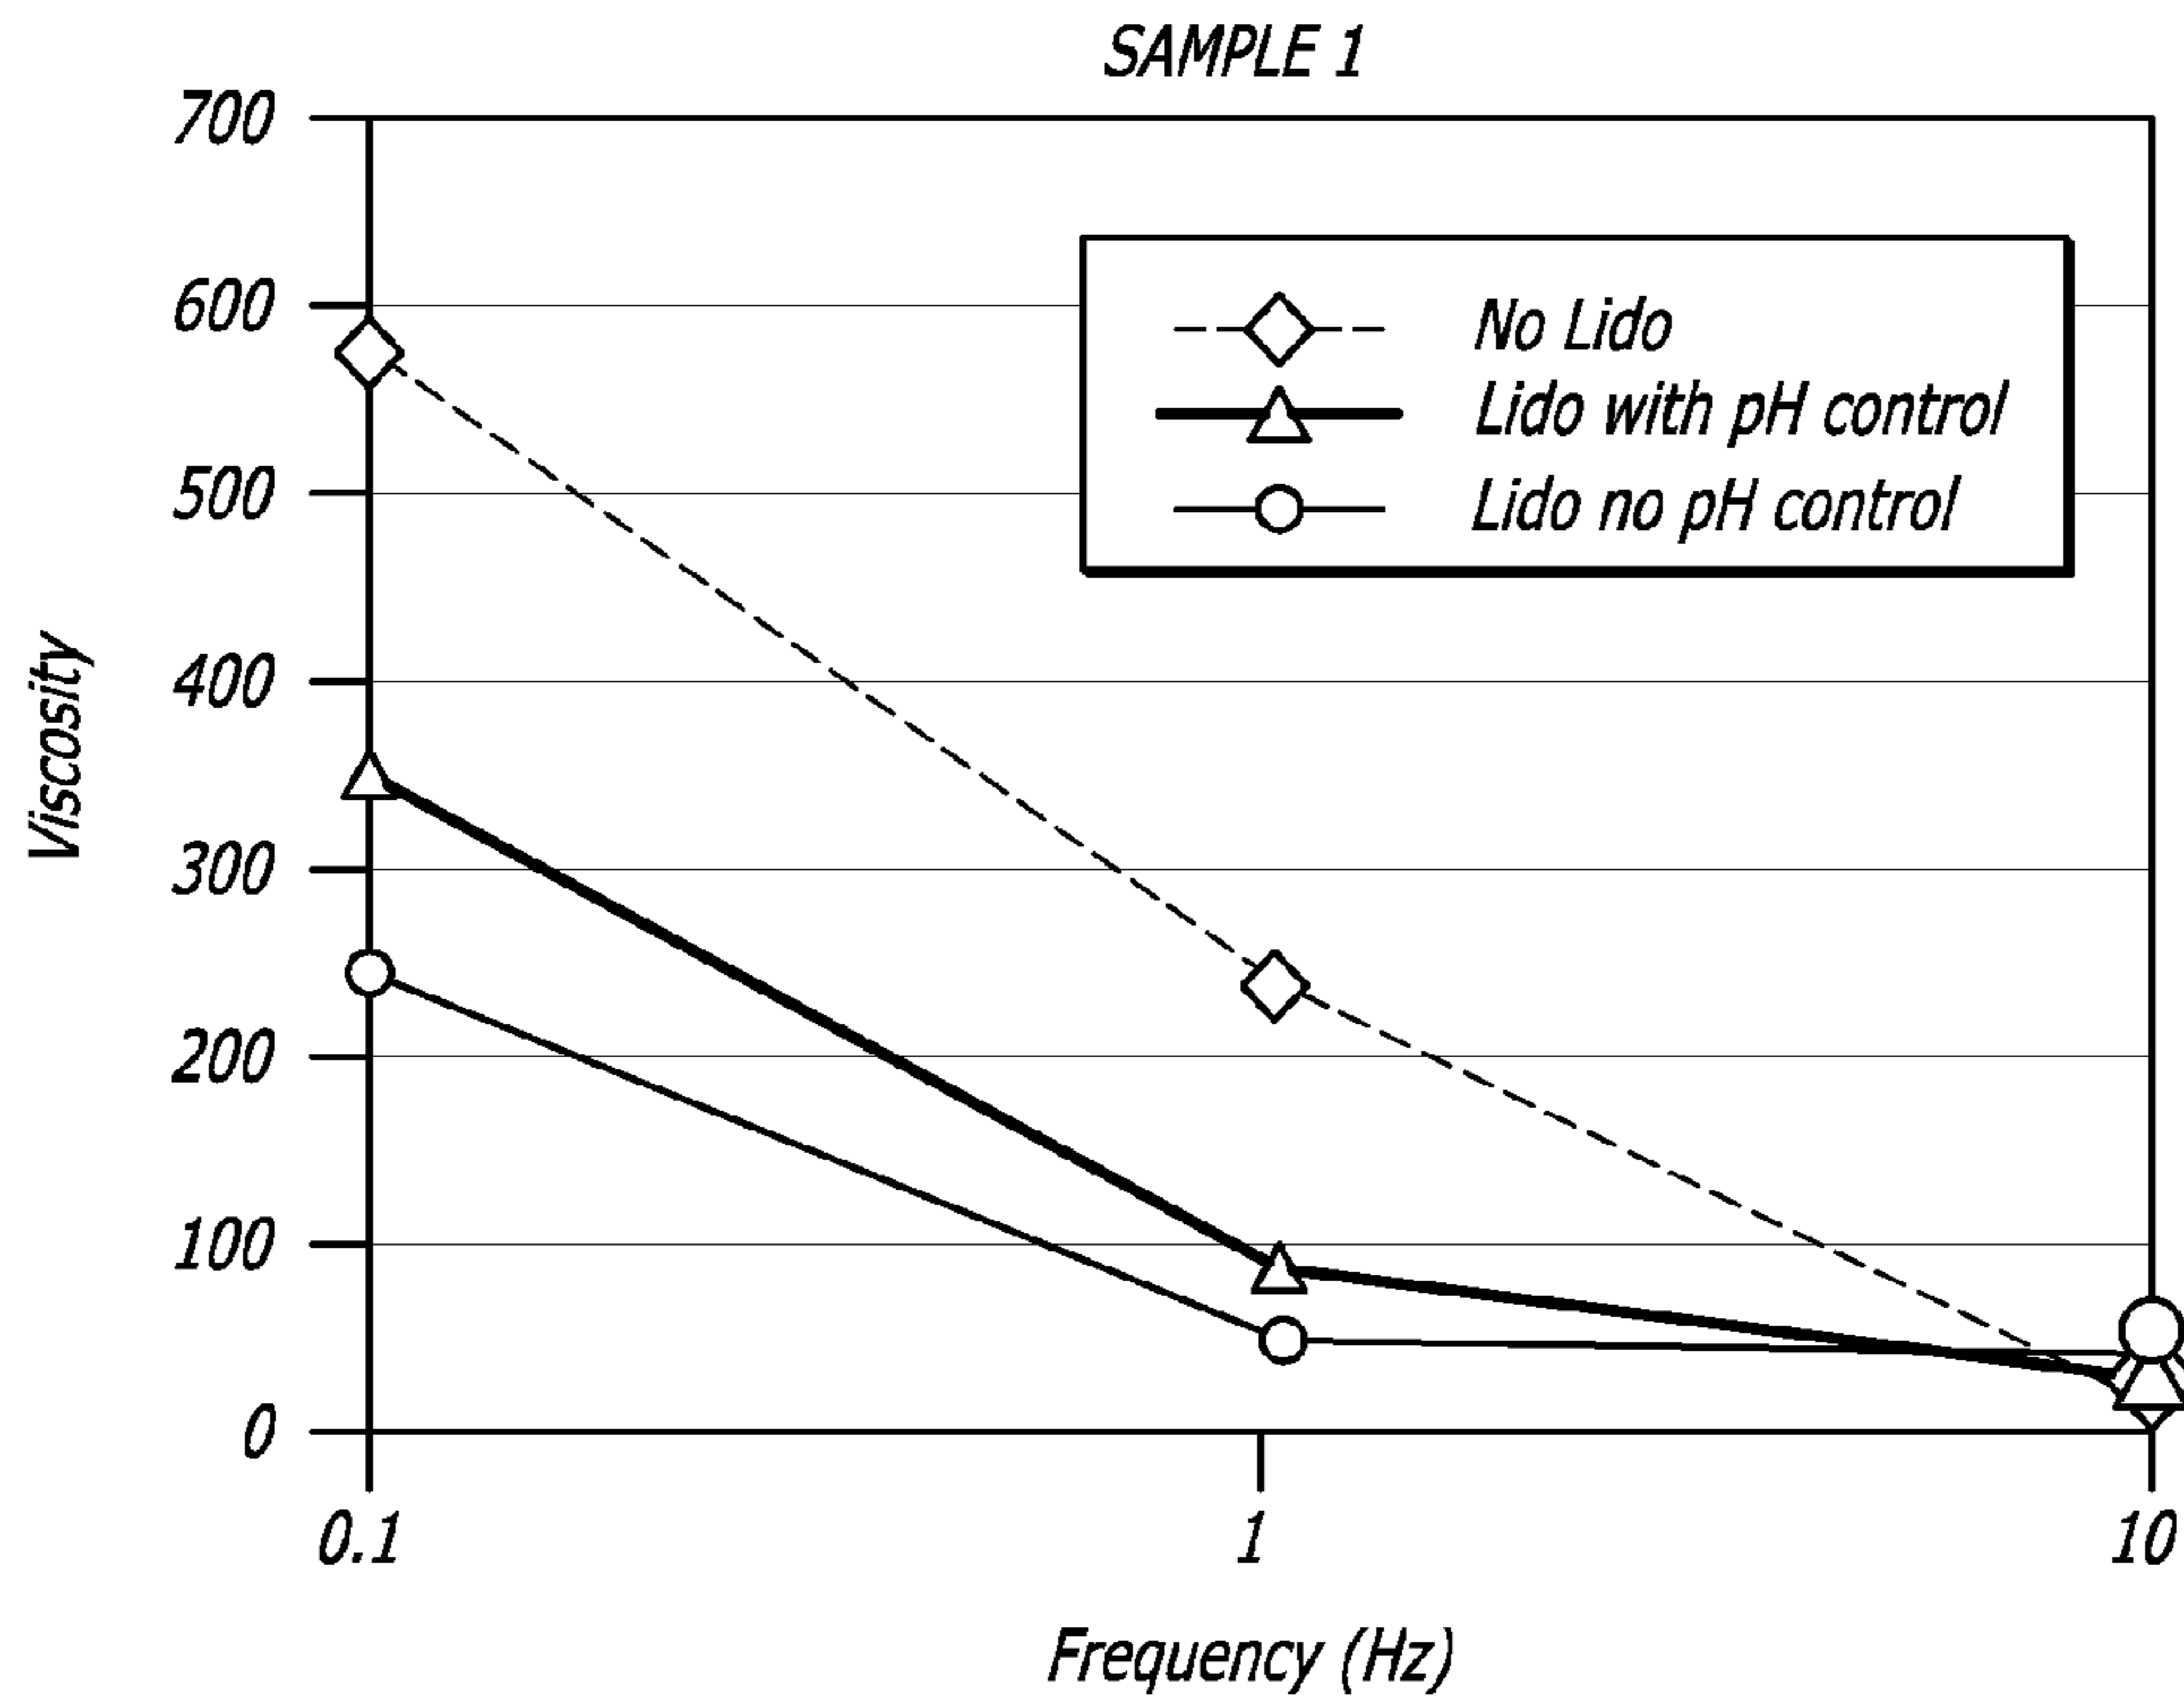 SAMPLE 1
700
600
500
400
300
200
100
0
Viscosity
No Lido
Lido with pH control
Lido no pH control
0.1
1
10
Frequency (Hz)